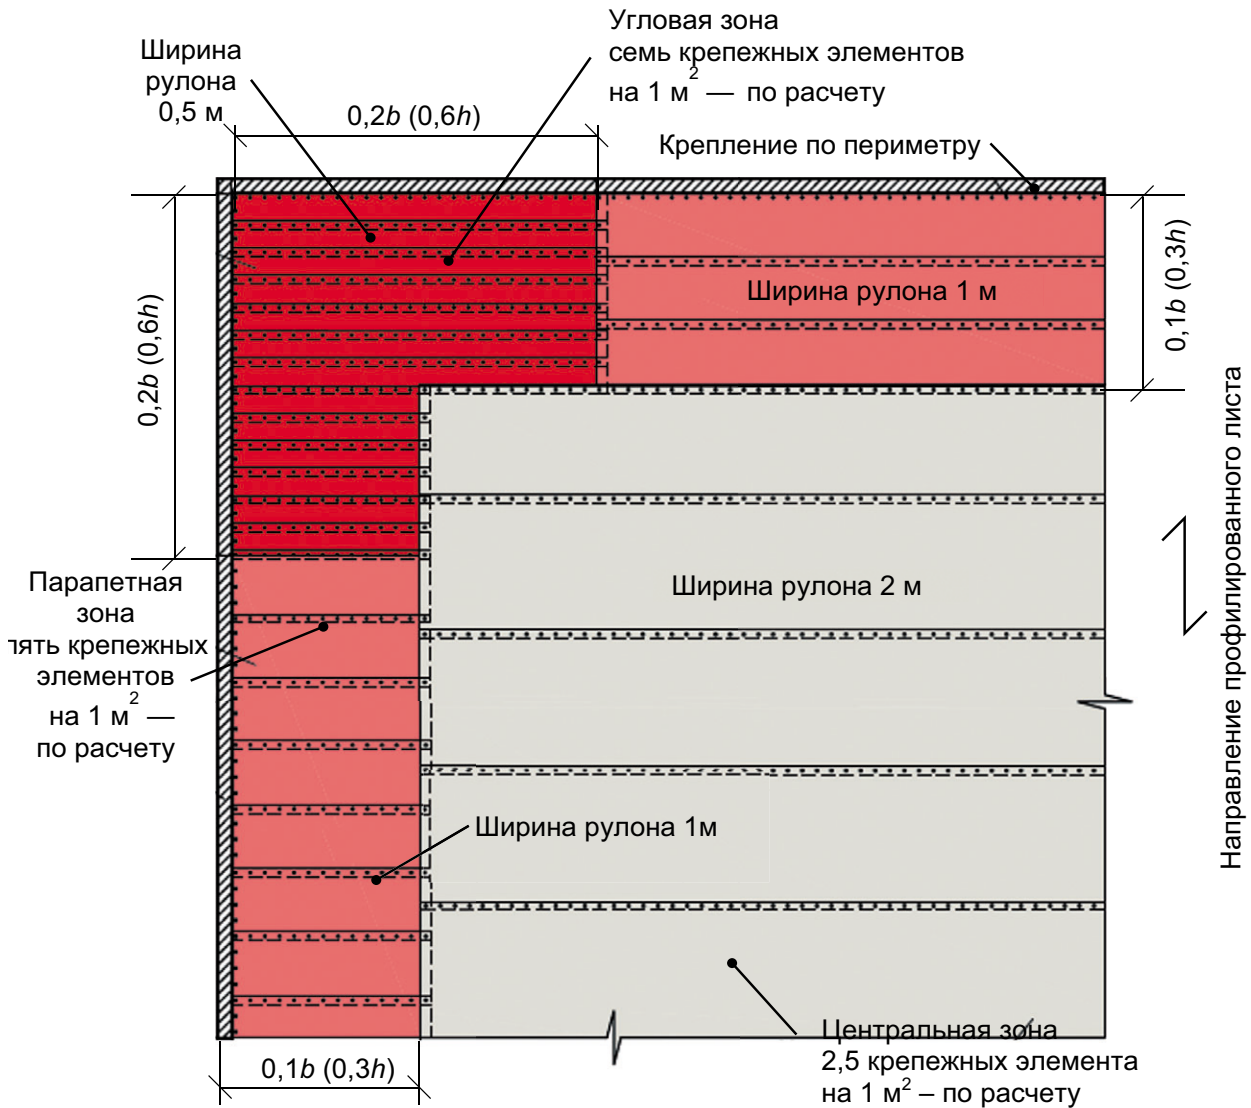 Угловая зона
семь крепежных элементов
на 1 м² — по расчету
Ширина
рулона
0,5 м
0,2b (0,6h)
Крепление по периметру
0,2b (0,6h)
Ширина рулона 1 м
0,1b (0,3h)
Направление профилированного листа
Ширина рулона 2 м
Парапетная
зона
пять крепежных
элементов
на 1 м² —
по расчету
Ширина рулона 1м
Центральная зона
2,5 крепежных элемента
на 1 м² – по расчету
0,1b (0,3h)